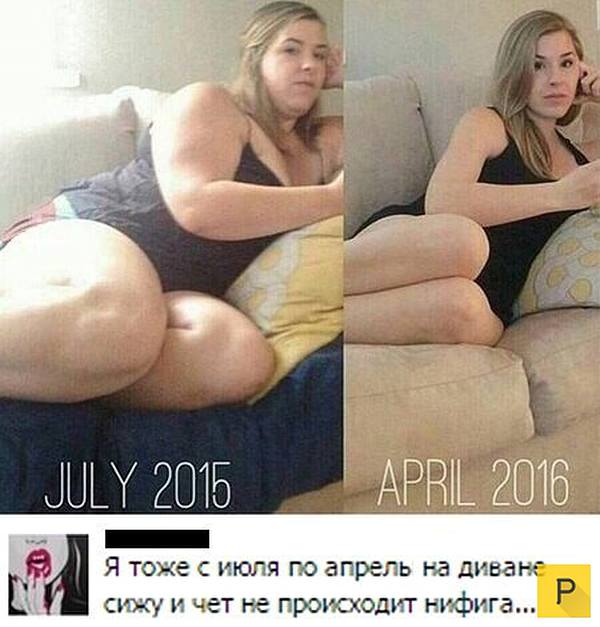 JULY 2015
APRIL 2016
Я тоже с июля по апрель на диване
сижу и чет не происходит нифига...
P